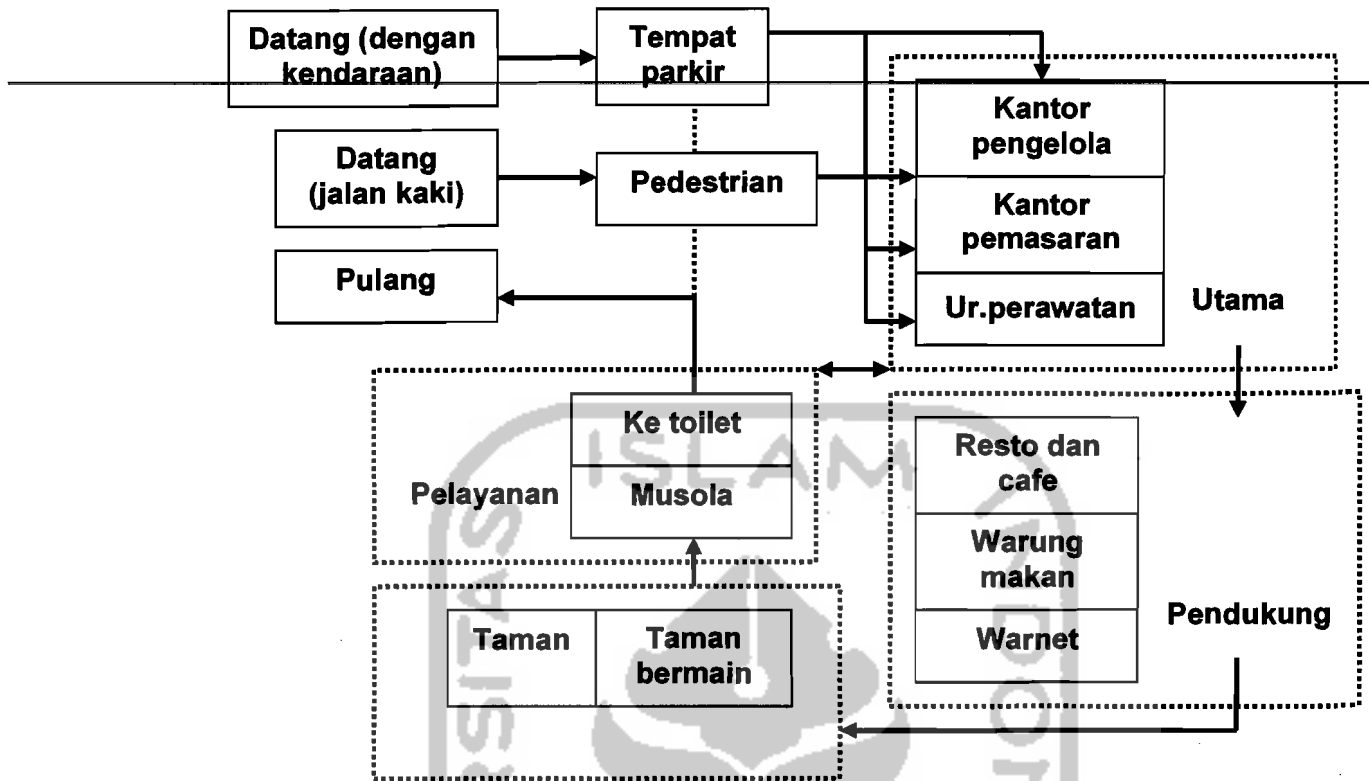 Datang (dengan
kendaraan)
Tempat
parkir
Kantor
pengelola
Datang
(jalan kaki)
Pedestrian
Kantor
pemasaran
Pulang
Ur.perawatan
Utama
Ke toilet
Pelayanan
Musola
Resto dan
cafe
Warung
makan
Warnet
Pendukung
Taman
Taman
bermain
ISLAM